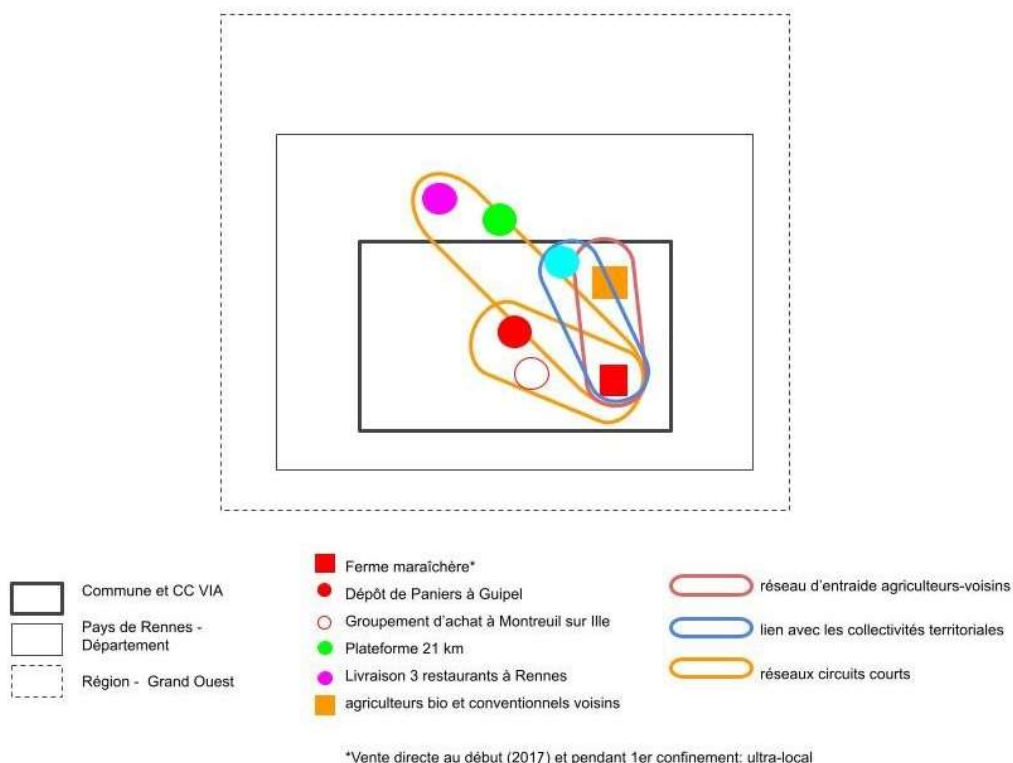 Commune et CC VIA
Pays de Rennes -
Département
Région - Grand Ouest
Ferme maraîchère*
Dépôt de Paniers à Guipel
Groupement d'achat à Montreuil sur Ille
Plateforme 21 km
Livraison 3 restaurants à Rennes
agriculteurs bio et conventionnels voisins
réseau d'entraide agriculteurs-voisins
lien avec les collectivités territoriales
réseaux circuits courts
*Vente directe au début (2017) et pendant 1er confinement: ultra-local